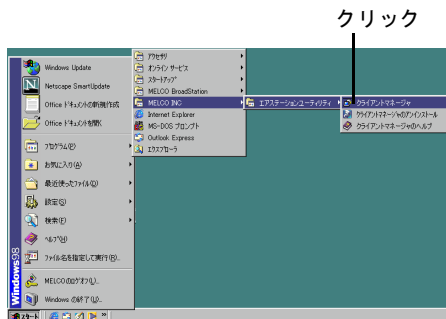 クリック
Windows Update
Netscape SmartUpdate
Office ドキュメントの新規作成
Office ドキュメントを開く
プログラム(P)
お気に入り(A)
最近使ったファイル(D)
設定(S)
検索(F)
ヘルプ(H)
ファイル名を指定して実行(R)...
MELCOのログオフ(L)...
Windows の終了(U)...
Windows98
スタート
アクセサリ
オンライン サービス
スタートアップ
MELCO BroadStation
MELCO INC
Internet Explorer
MS-DOS プロンプト
Outlook Express
エクスプローラ
エアステーションユーティリティ
クライアントマネージャ
クライアントマネージャのアンインストール
クライアントマネージャのヘルプ